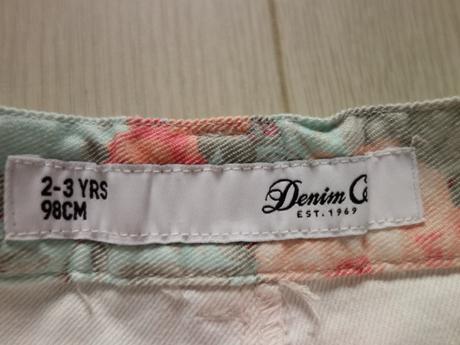 2-3 YRS
98CM
Denim Co
EST. 1969